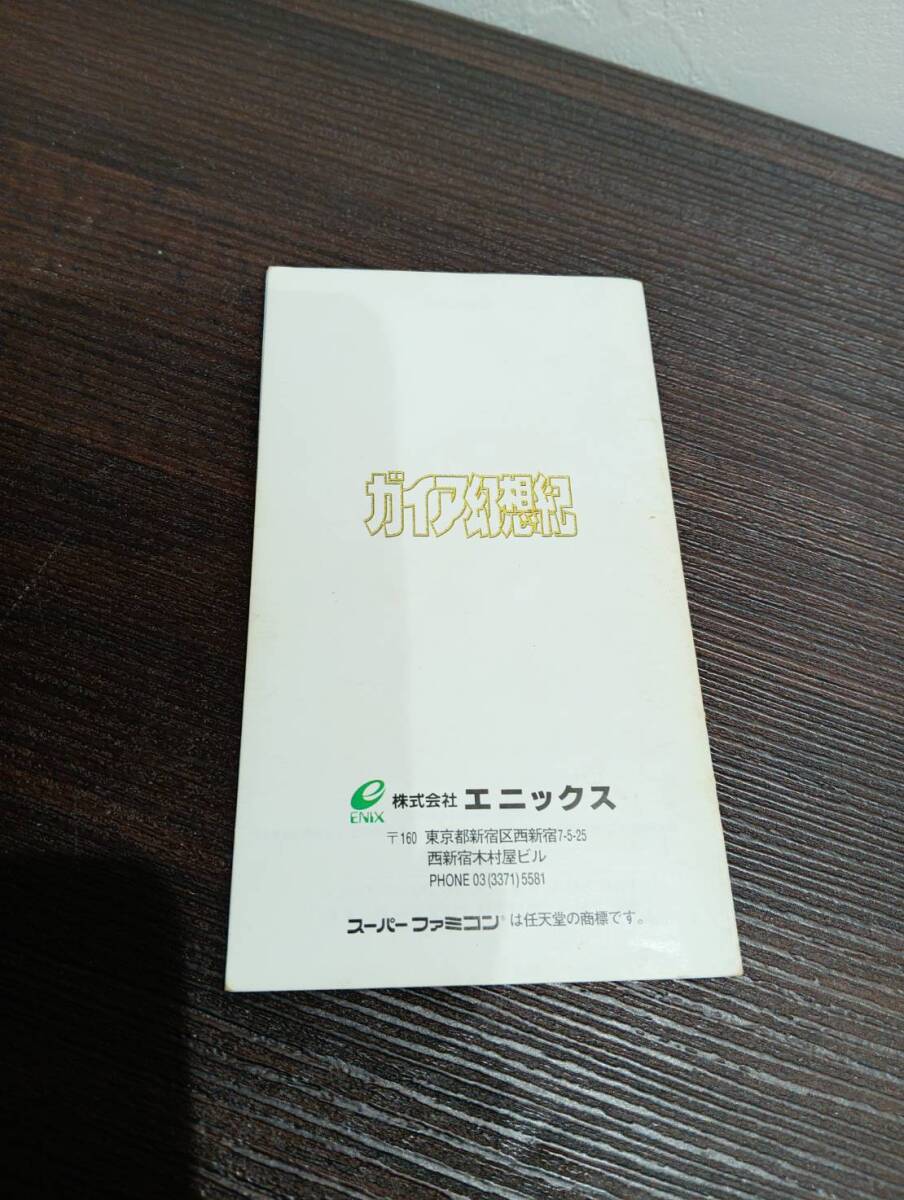 ガイア幻想紀
ENIX 株式会社 エニックス
〒160 東京都新宿区西新宿7-5-25
西新宿木村屋ビル
PHONE 03(3371)5581
スーパーファミコン®は任天堂の商標です。